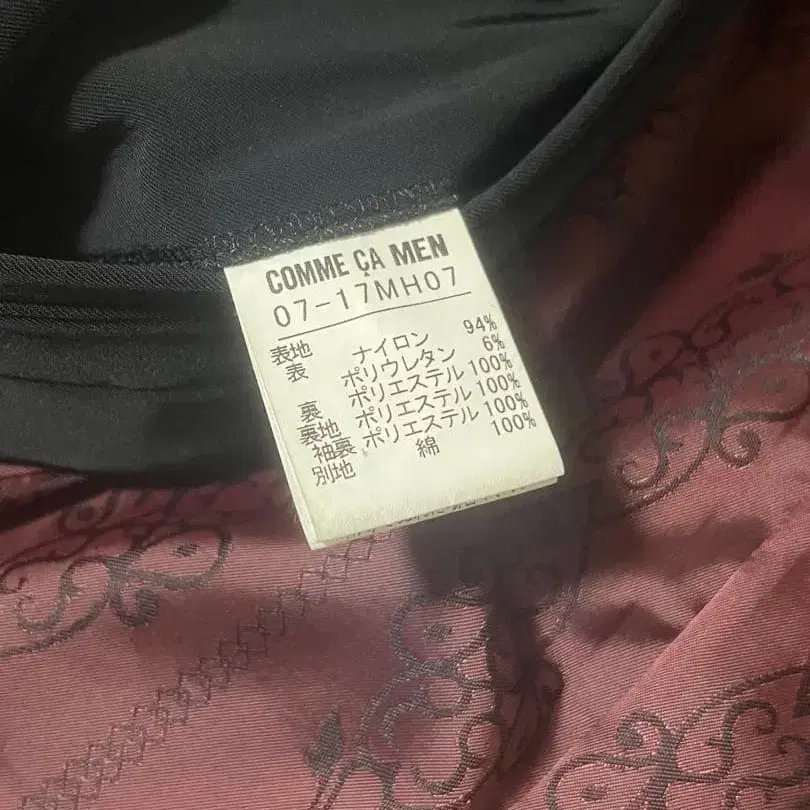 COMME ÇA MEN
07-17MH07
表地 ナイロン 94%
表 ポリウレタン 6%
ポリエステル 100%
裏 ポリエステル 100%
裏地 ポリエステル 100%
袖裏 綿 100%
別地